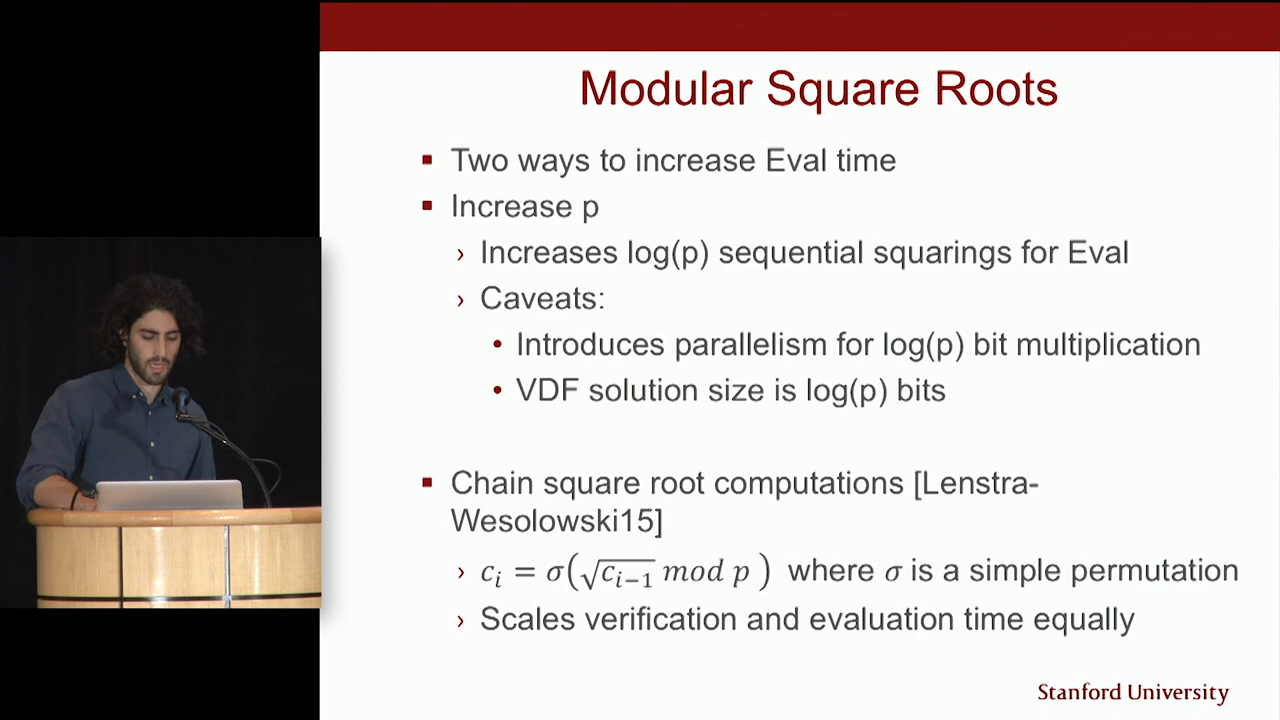 Modular Square Roots
▪ Two ways to increase Eval time
▪ Increase p
› Increases log(p) sequential squarings for Eval
› Caveats:
• Introduces parallelism for log(p) bit multiplication
• VDF solution size is log(p) bits
▪ Chain square root computations [Lenstra-
Wesolowski15]
› cᵢ = σ(√cᵢ₋₁ mod p ) where σ is a simple permutation
› Scales verification and evaluation time equally
Stanford University